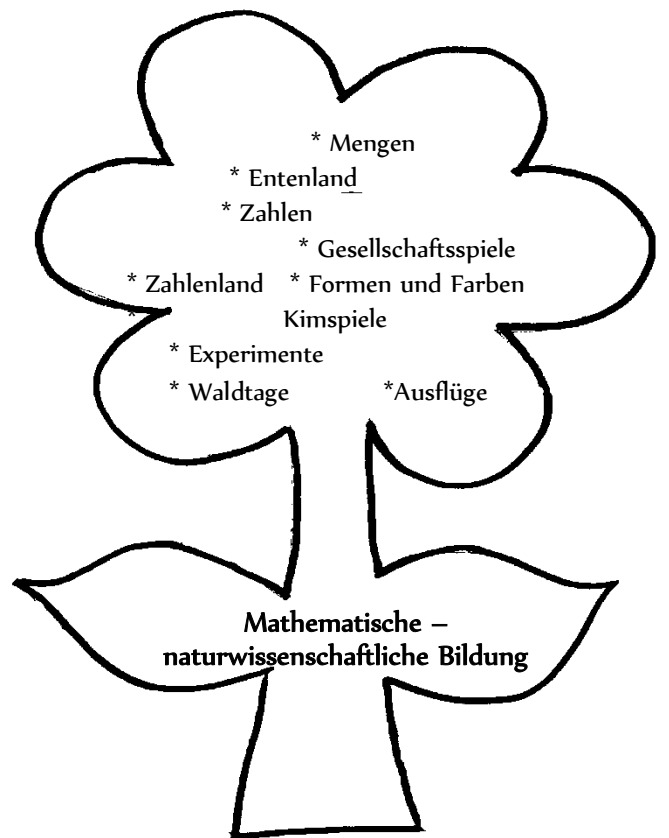 * Mengen
* Entenland
* Zahlen
* Gesellschaftsspiele
* Zahlenland * Formen und Farben
* Kimspiele
* Experimente
* Waldtage *Ausflüge
Mathematische –
naturwissenschaftliche Bildung